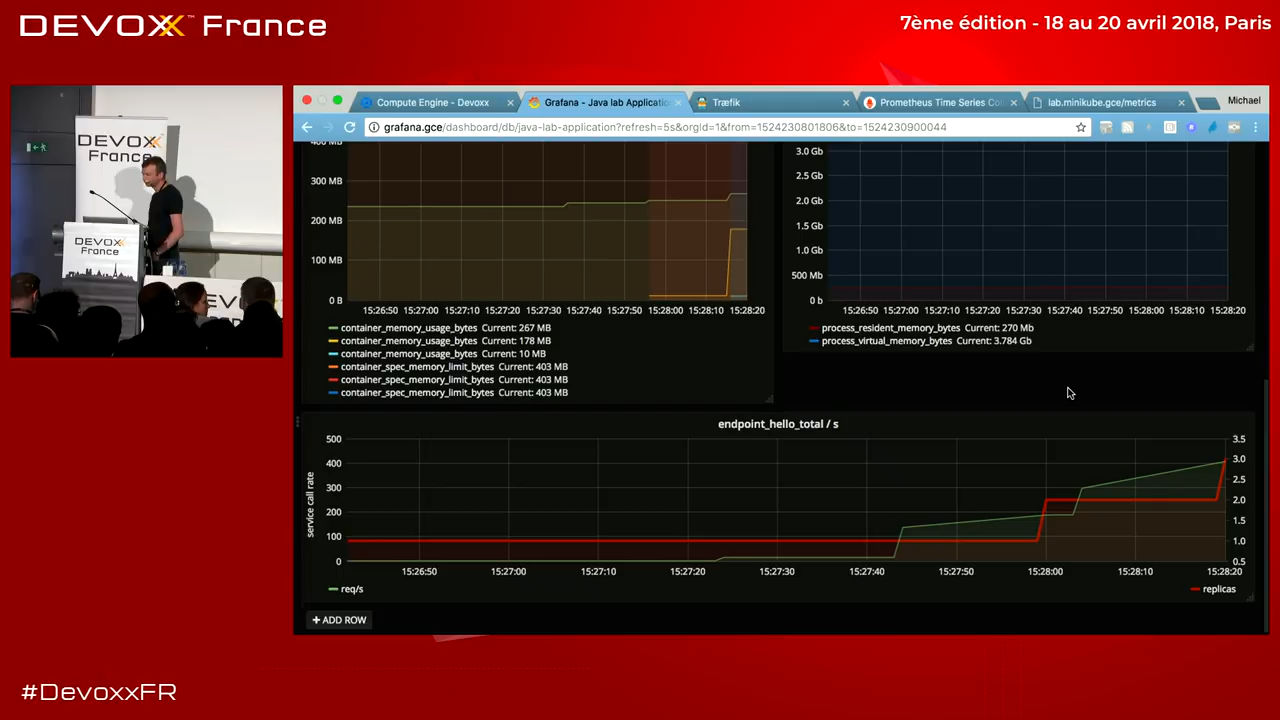 DEVOXX™ France
7ème édition - 18 au 20 avril 2018, Paris
DEVOXX
France
DEVOXX
France
DEVO
Compute Engine - Devoxx
Grafana - Java lab Applicatio
Træfik
Prometheus Time Series Co
lab.minikube.gce/metrics
Michael
grafana.gce/dashboard/db/java-lab-application?refresh=5s&orgId=1&from=1524230801806&to=1524230900044
400 MB
300 MB
200 MB
100 MB
0 B
15:26:50 15:27:00 15:27:10 15:27:20 15:27:30 15:27:40 15:27:50 15:28:00 15:28:10 15:28:20
container_memory_usage_bytes Current: 267 MB
container_memory_usage_bytes Current: 178 MB
container_memory_usage_bytes Current: 10 MB
container_spec_memory_limit_bytes Current: 403 MB
container_spec_memory_limit_bytes Current: 403 MB
container_spec_memory_limit_bytes Current: 403 MB
3.0 Gb
2.5 Gb
2.0 Gb
1.5 Gb
1.0 Gb
500 Mb
0 b
15:26:50 15:27:00 15:27:10 15:27:20 15:27:30 15:27:40 15:27:50 15:28:00 15:28:10 15:28:20
process_resident_memory_bytes Current: 270 Mb
process_virtual_memory_bytes Current: 3.784 Gb
endpoint_hello_total / s
service call rate
500
400
300
200
100
0
3.5
3.0
2.5
2.0
1.5
1.0
0.5
15:26:50 15:27:00 15:27:10 15:27:20 15:27:30 15:27:40 15:27:50 15:28:00 15:28:10 15:28:20
req/s
replicas
+ ADD ROW
#DevoxxFR